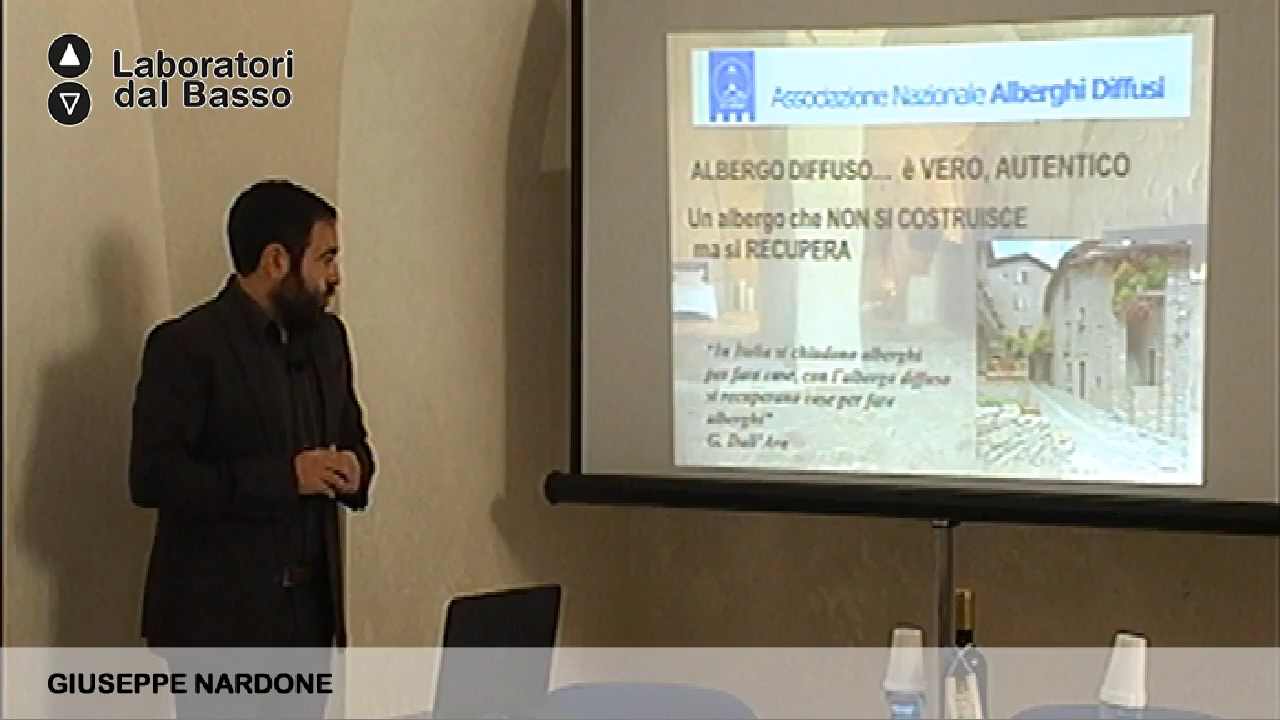 Laboratori
dal Basso
Associazione Nazionale Alberghi Diffusi
ALBERGO DIFFUSO... è VERO, AUTENTICO
Un albergo che NON SI COSTRUISCE
ma si RECUPERA
"In Italia si chiudono alberghi
per fare case, con l'albergo diffuso
si recuperano case per fare
alberghi"
G. Dall'Ara
GIUSEPPE NARDONE